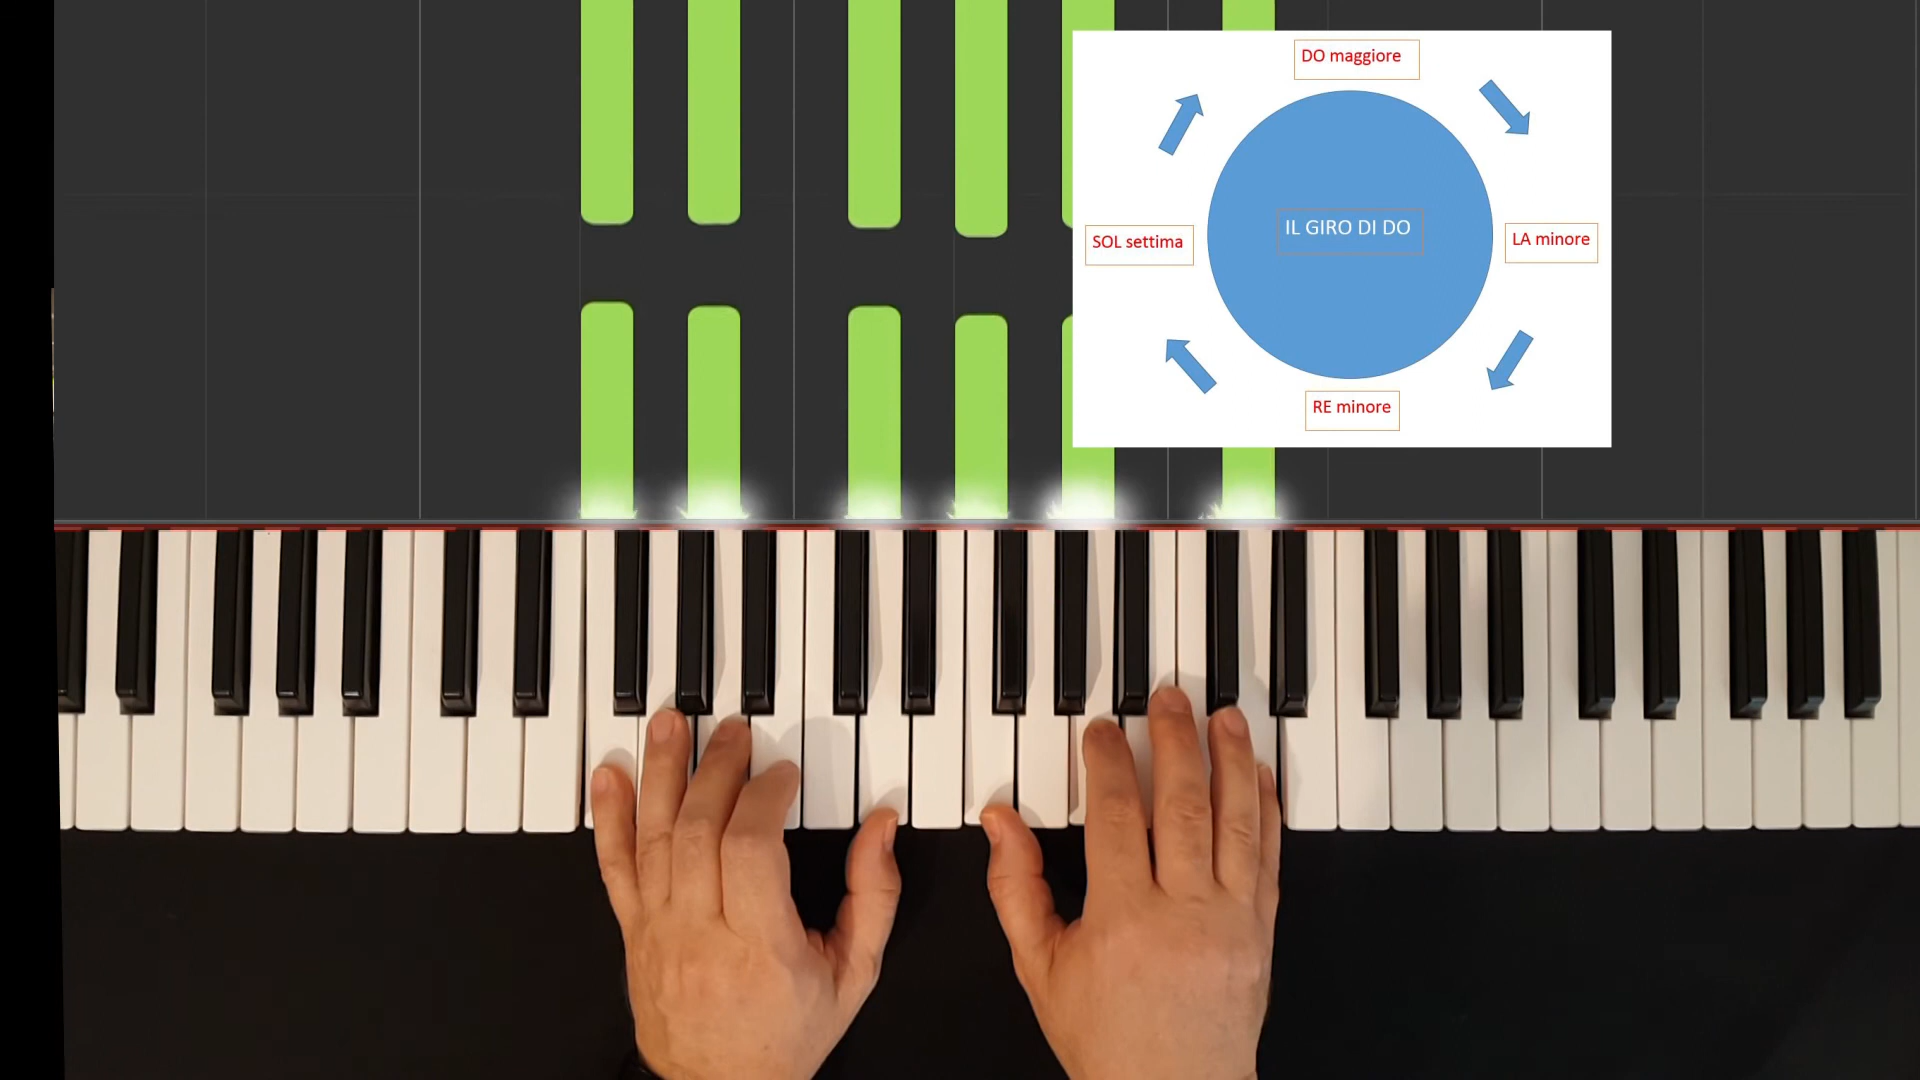 DO maggiore
SOL settima
IL GIRO DI DO
LA minore
RE minore